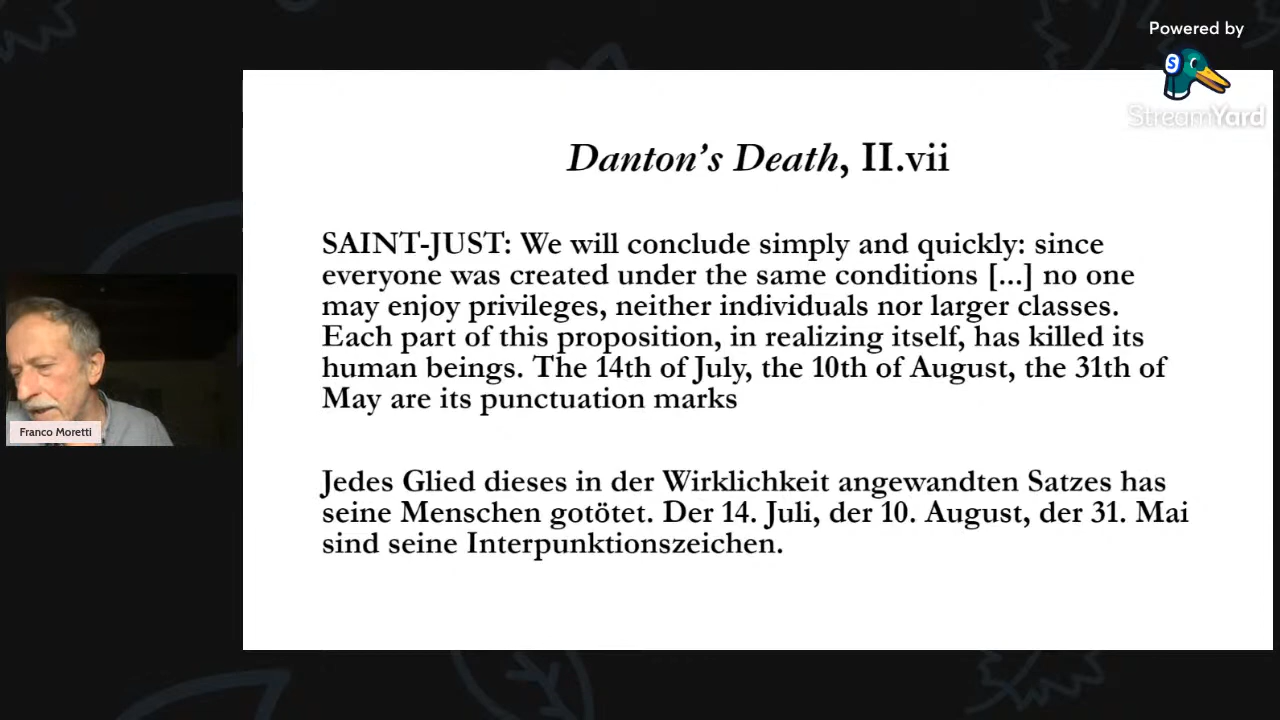 Powered by
S
StreamYard
Danton's Death, II.vii
SAINT-JUST: We will conclude simply and quickly: since
everyone was created under the same conditions [...] no one
may enjoy privileges, neither individuals nor larger classes.
Each part of this proposition, in realizing itself, has killed its
human beings. The 14th of July, the 10th of August, the 31th of
May are its punctuation marks
Jedes Glied dieses in der Wirklichkeit angewandten Satzes has
seine Menschen gotötet. Der 14. Juli, der 10. August, der 31. Mai
sind seine Interpunktionszeichen.
Franco Moretti